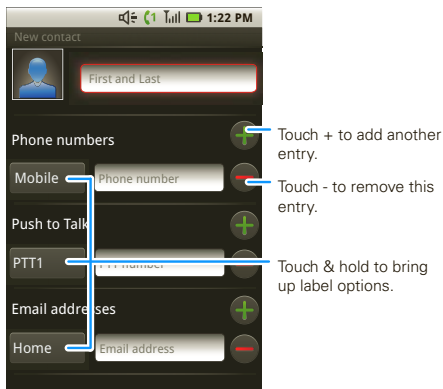 1:22 PM
New contact
First and Last
Phone numbers
Touch + to add another
entry.
Mobile
Phone number
Touch - to remove this
entry.
Push to Talk
PTT1
PTT number
Touch & hold to bring
up label options.
Email addresses
Home
Email address